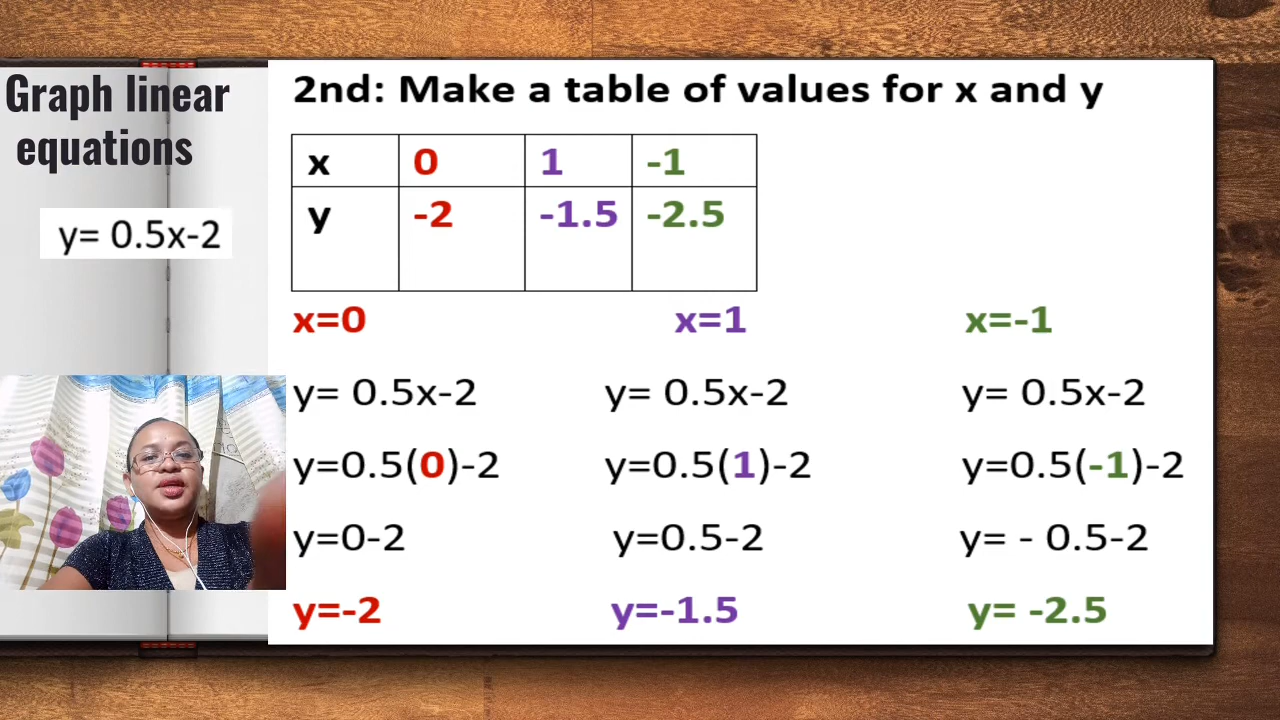 Graph linear
equations
y= 0.5x-2
2nd: Make a table of values for x and y
x 0 1 -1
y -2 -1.5 -2.5
x=0 x=1 x=-1
y= 0.5x-2 y= 0.5x-2 y= 0.5x-2
y=0.5(0)-2 y=0.5(1)-2 y=0.5(-1)-2
y=0-2 y=0.5-2 y= - 0.5-2
y=-2 y=-1.5 y= -2.5